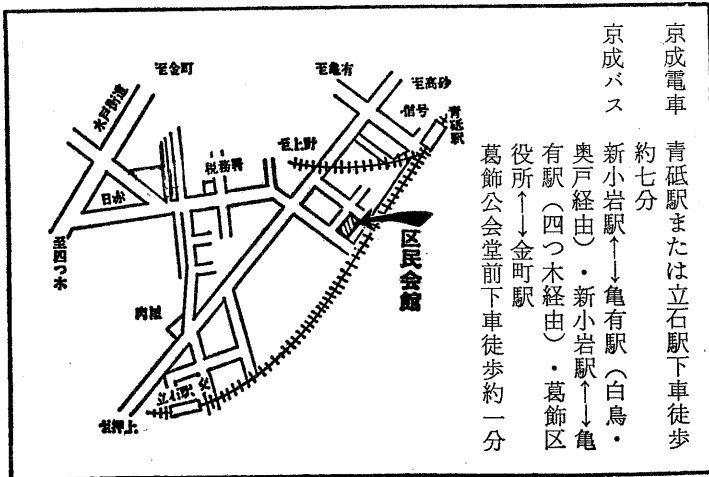 京成電車　青砥駅または立石駅下車徒歩
約七分
京成バス　新小岩駅←→亀有駅（白鳥・
奥戸経由）・新小岩駅←→亀
有駅（四つ木経由）・葛飾区
役所←→金町駅
葛飾公会堂前下車徒歩約一分
至金町
水戸街道
至亀有
至高砂
信号
青砥駅
至上野
税務署
日赤
至四つ木
区民会館
立石駅
至押上